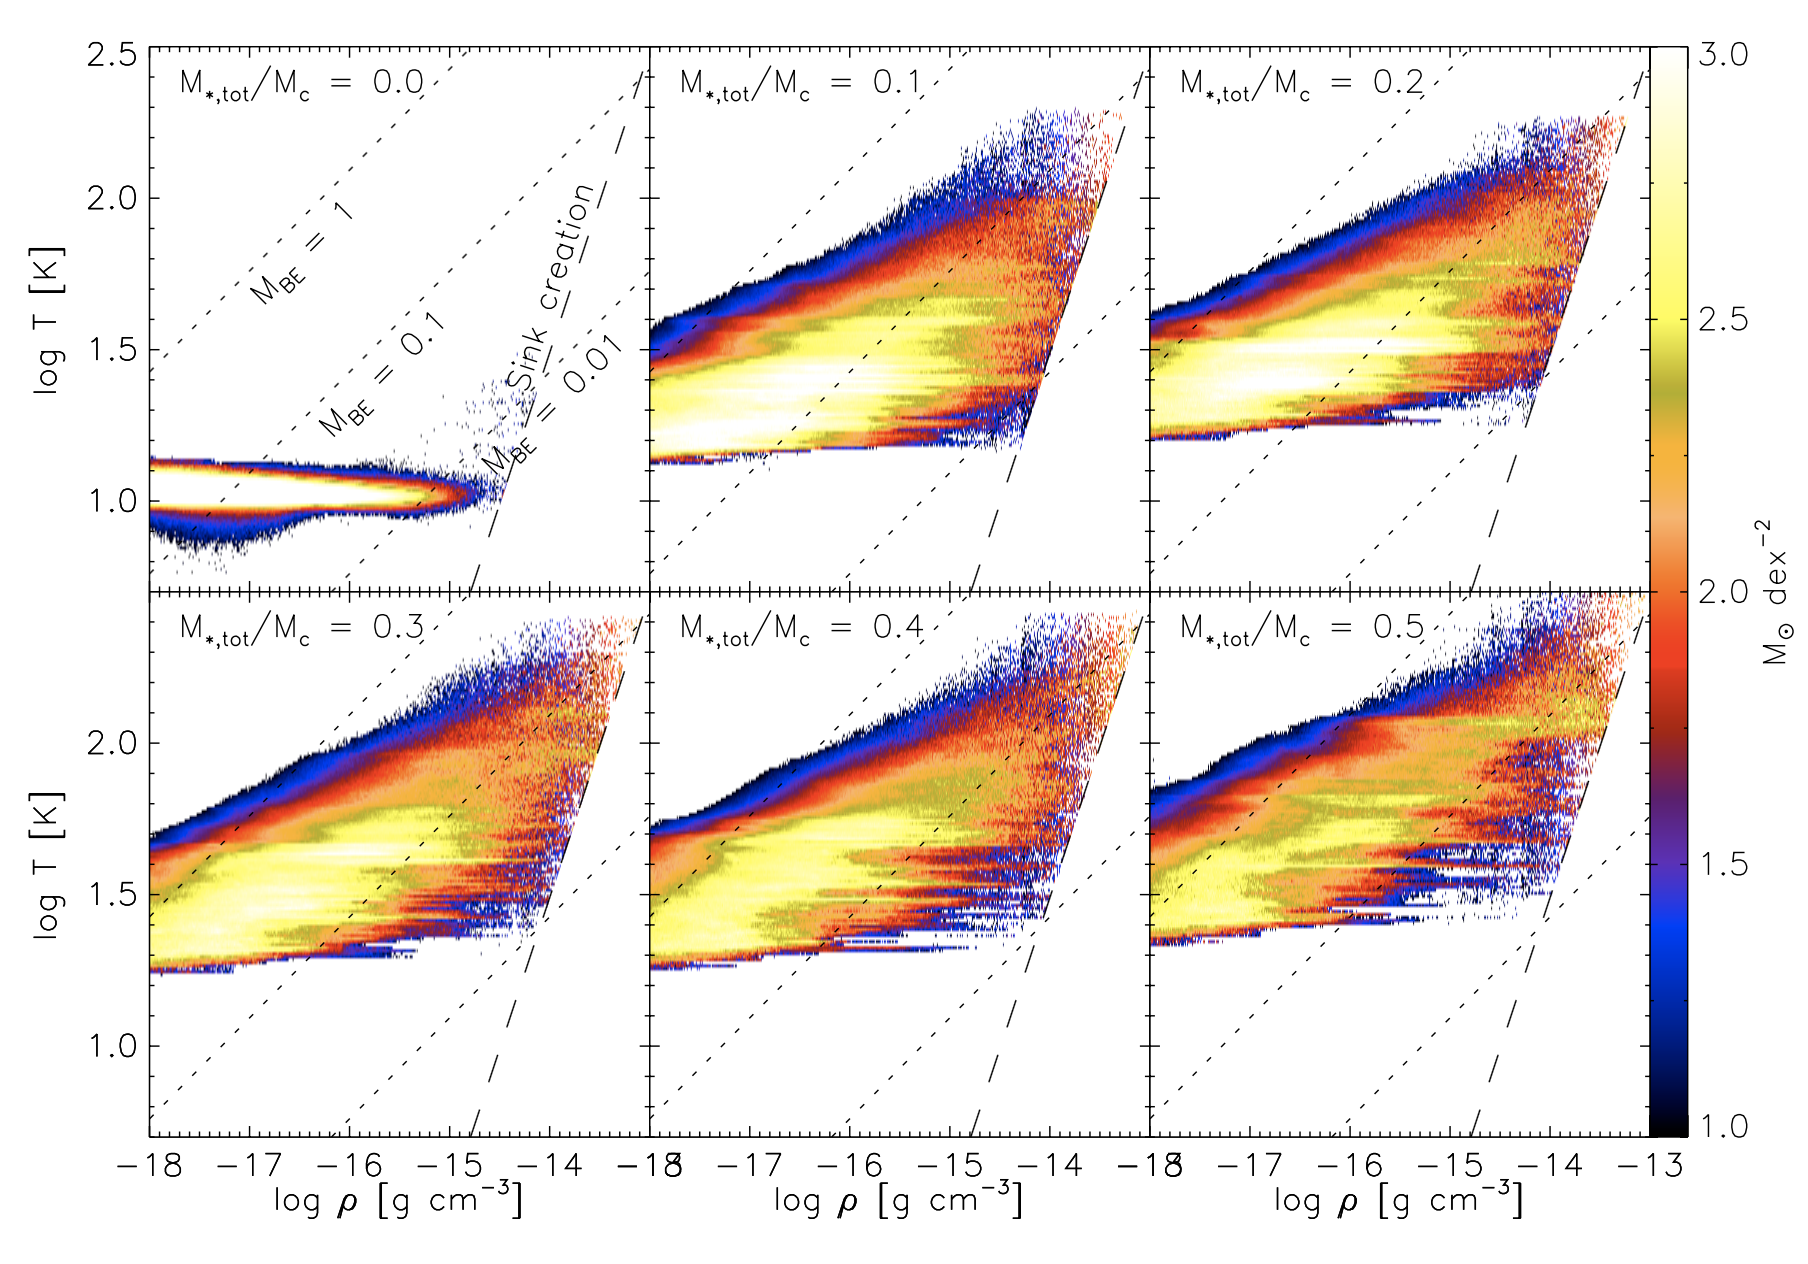 M*,tot/Mc = 0.0
M*,tot/Mc = 0.1
M*,tot/Mc = 0.2
2.5
2.0
1.5
1.0
log T [K]
MBE = 1
MBE = 0.1
MBE = 0.01
Sink creation
M*,tot/Mc = 0.3
M*,tot/Mc = 0.4
M*,tot/Mc = 0.5
2.0
1.5
1.0
log T [K]
-18 -17 -16 -15 -14 -18 -17 -16 -15 -14 -18 -17 -16 -15 -14 -13
log ρ [g cm⁻³] log ρ [g cm⁻³] log ρ [g cm⁻³]
3.0
2.5
2.0
1.5
1.0
M⊙ dex⁻²